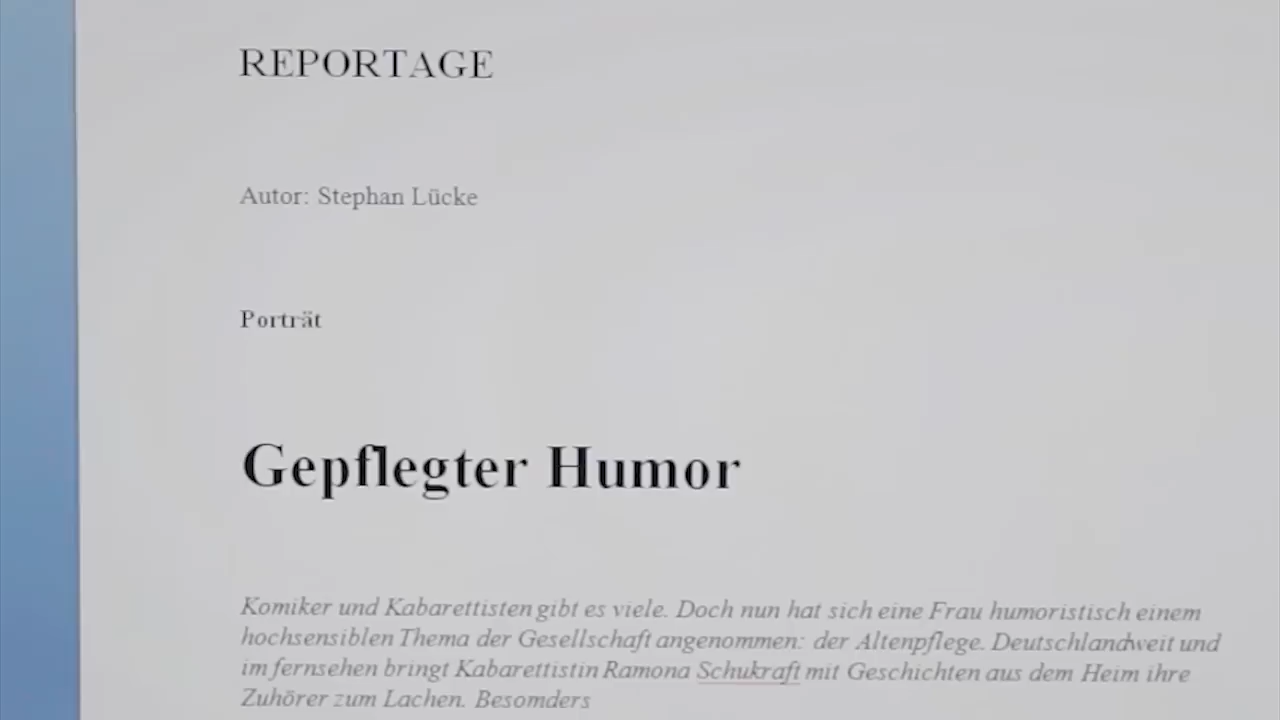 REPORTAGE
Autor: Stephan Lücke
Porträt
Gepflegter Humor
Komiker und Kabarettisten gibt es viele. Doch nun hat sich eine Frau humoristisch einem
hochsensiblen Thema der Gesellschaft angenommen: der Altenpflege. Deutschlandweit und
im fernsehen bringt Kabarettistin Ramona Schukraft mit Geschichten aus dem Heim ihre
Zuhörer zum Lachen. Besomders